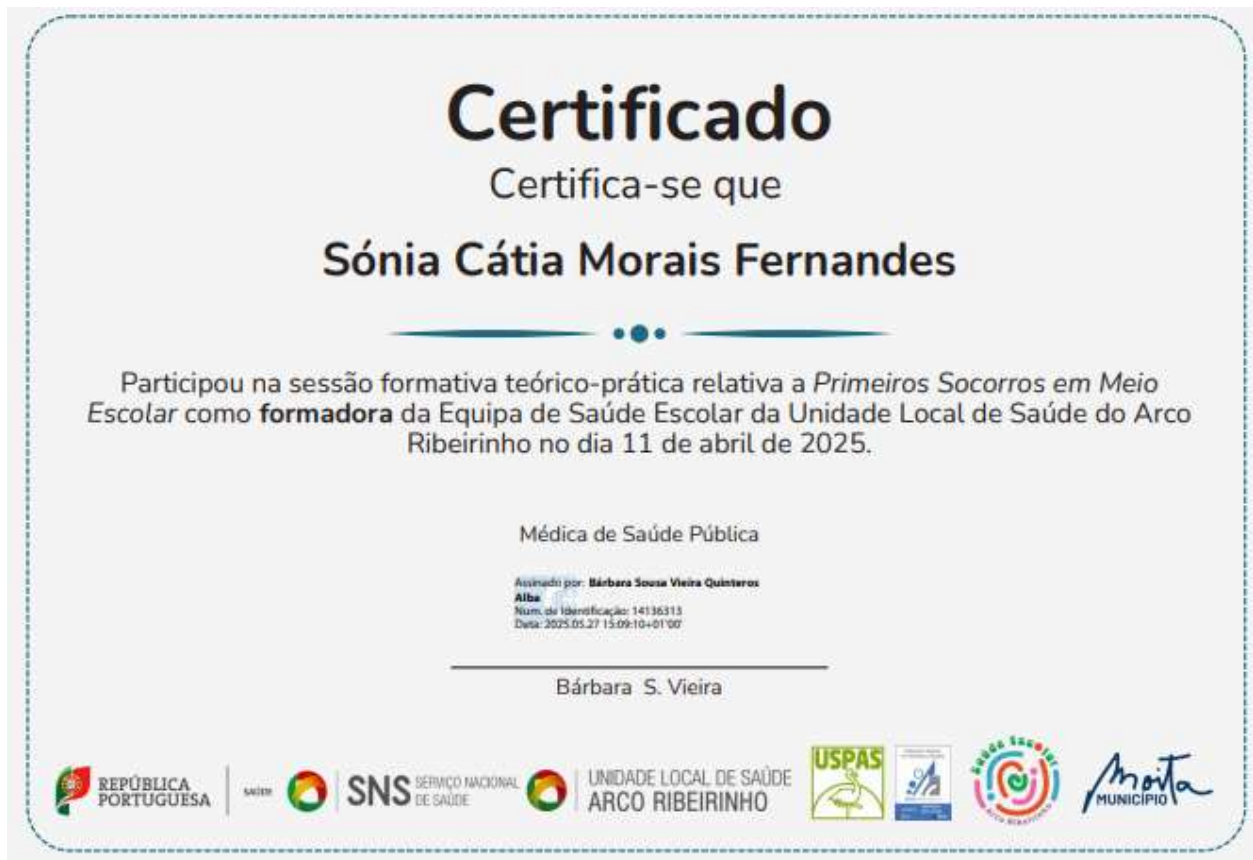 Certificado
Certifica-se que
Sónia Cátia Morais Fernandes
Participou na sessão formativa teórico-prática relativa a Primeiros Socorros em Meio
Escolar como formadora da Equipa de Saúde Escolar da Unidade Local de Saúde do Arco
Ribeirinho no dia 11 de abril de 2025.
Médica de Saúde Pública
Assinado por: Bárbara Sousa Vieira Quinteros
Alba
Num. de Identificação: 14136313
Data: 2025.05.27 15:09:10+01'00'
Bárbara S. Vieira
REPÚBLICA
PORTUGUESA
SAÚDE
SNS
SERVIÇO NACIONAL
DE SAÚDE
UNIDADE LOCAL DE SAÚDE
ARCO RIBEIRINHO
USPAS
Saúde Escolar
ARCO RIBEIRINHO
Moita
MUNICÍPIO